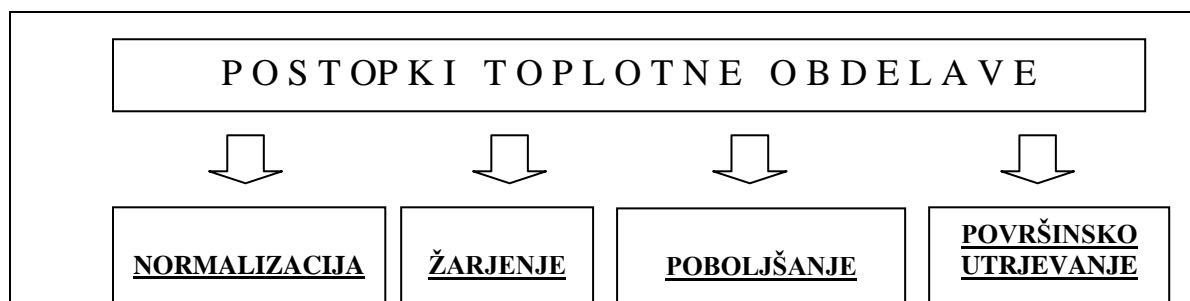 POSTOPKI TOPLOTNE OBDELAVE
NORMALIZACIJA
ŽARJENJE
POBOLJŠANJE
POVRŠINSKO
UTRJEVANJE